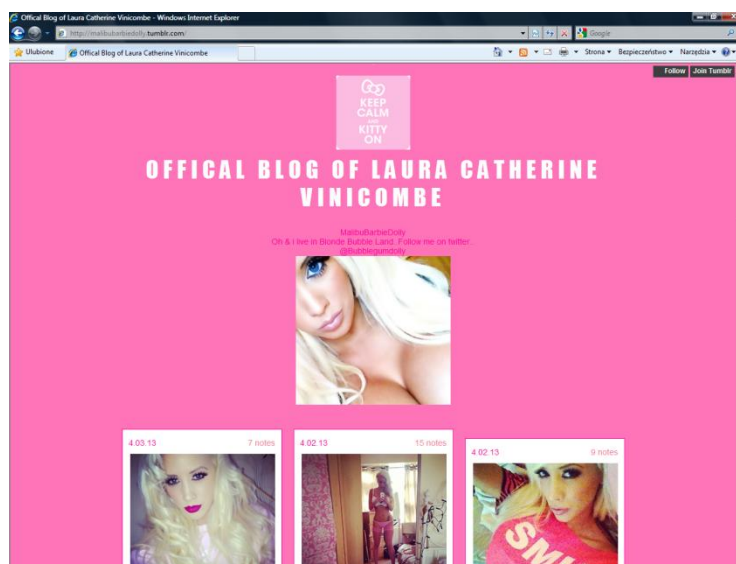 Offical Blog of Laura Catherine Vinicombe - Windows Internet Explorer
http://malibubarbiedolly.tumblr.com/
Google
Ulubione
Offical Blog of Laura Catherine Vinicombe
Strona
Bezpieczeństwo
Narzędzia
Follow
Join Tumblr
KEEP
CALM
AND
KITTY
ON
OFFICAL BLOG OF LAURA CATHERINE
VINICOMBE
MalibuBarbieDolly
Oh & i live in Blonde Bubble Land. Follow me on twitter
@Bubblegumdolly
4.03.13 7 notes
4.02.13 15 notes
4.02.13 9 notes